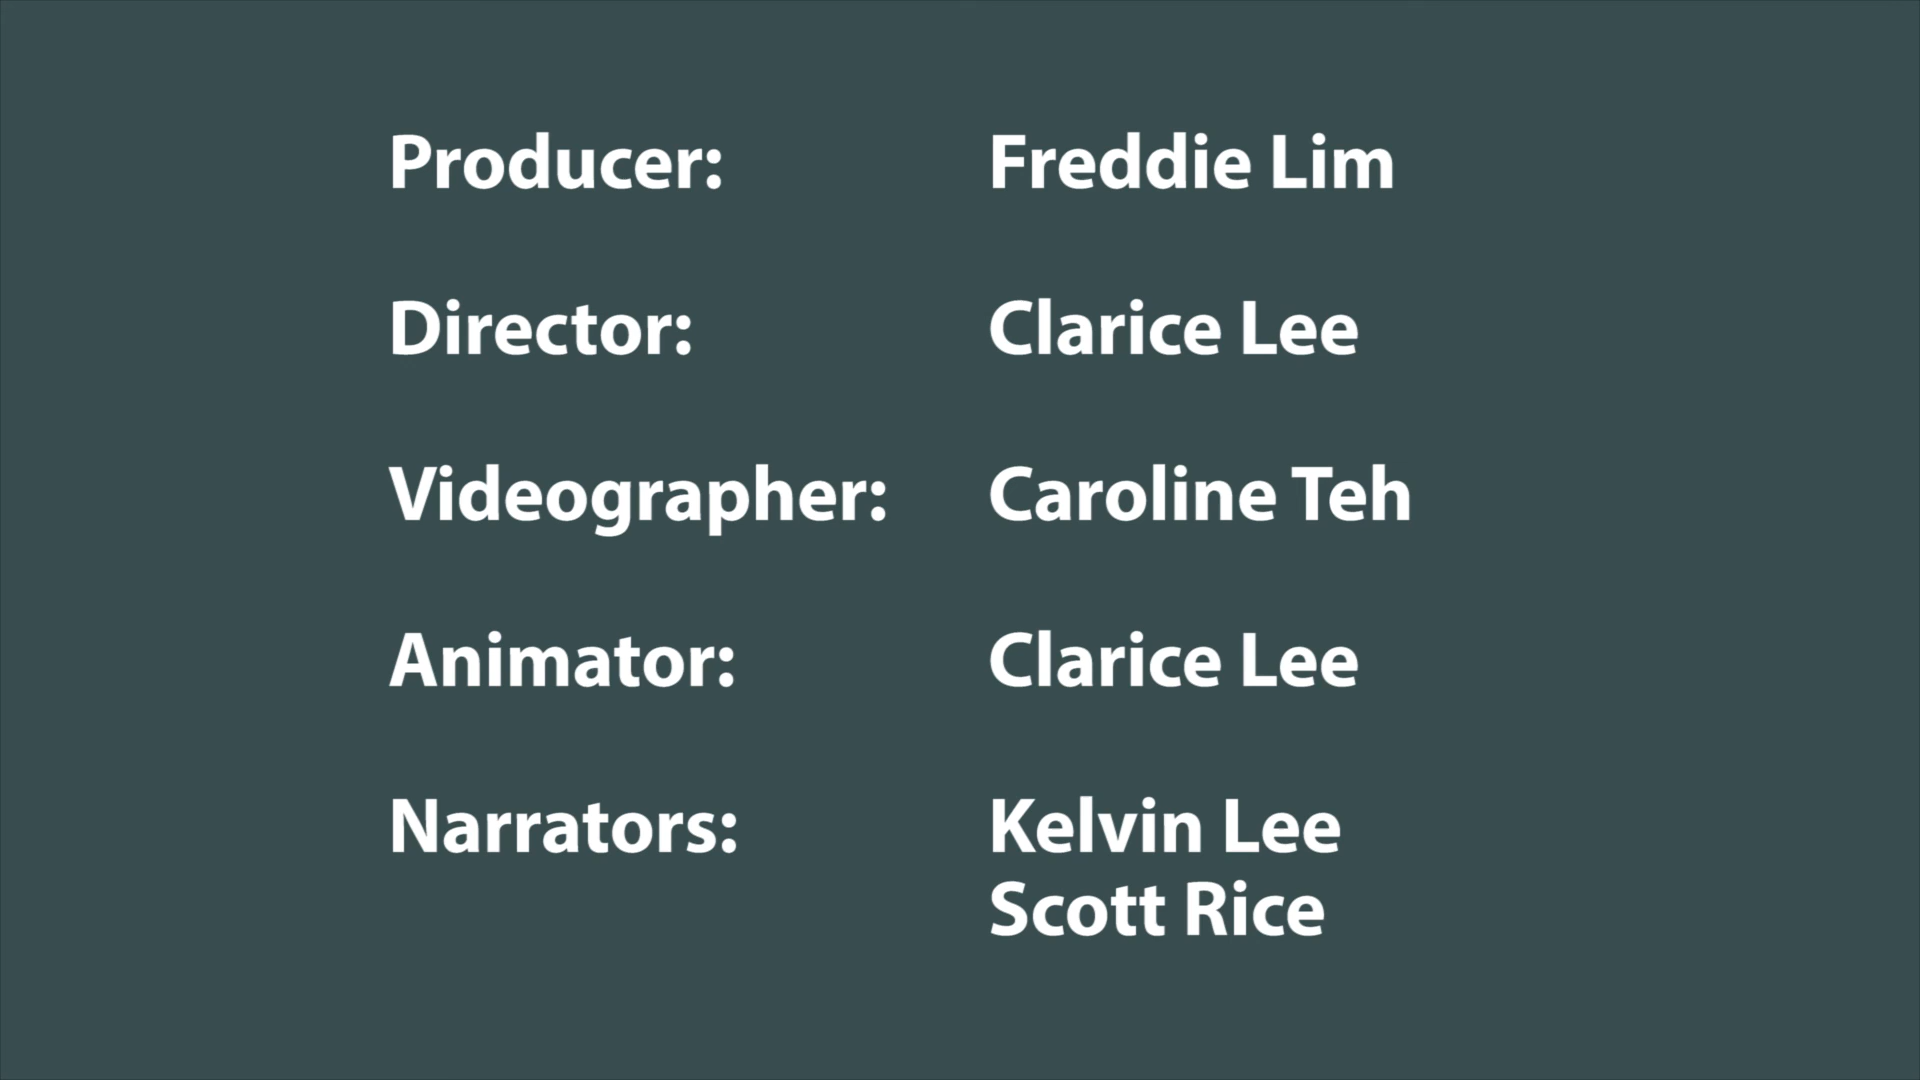 Producer: Freddie Lim
Director: Clarice Lee
Videographer: Caroline Teh
Animator: Clarice Lee
Narrators: Kelvin Lee
Scott Rice